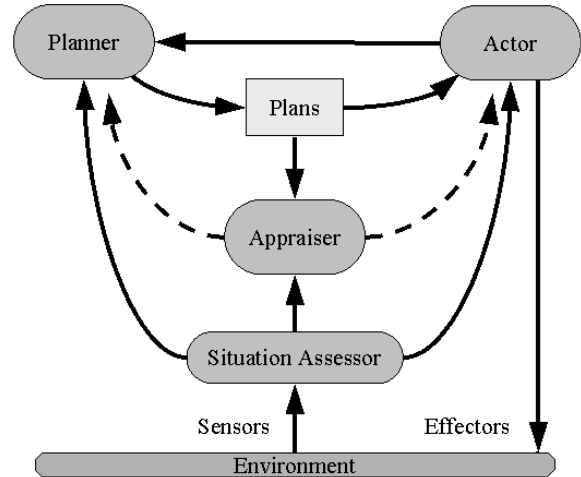 Planner
Actor
Plans
Appraiser
Situation Assessor
Sensors
Effectors
Environment